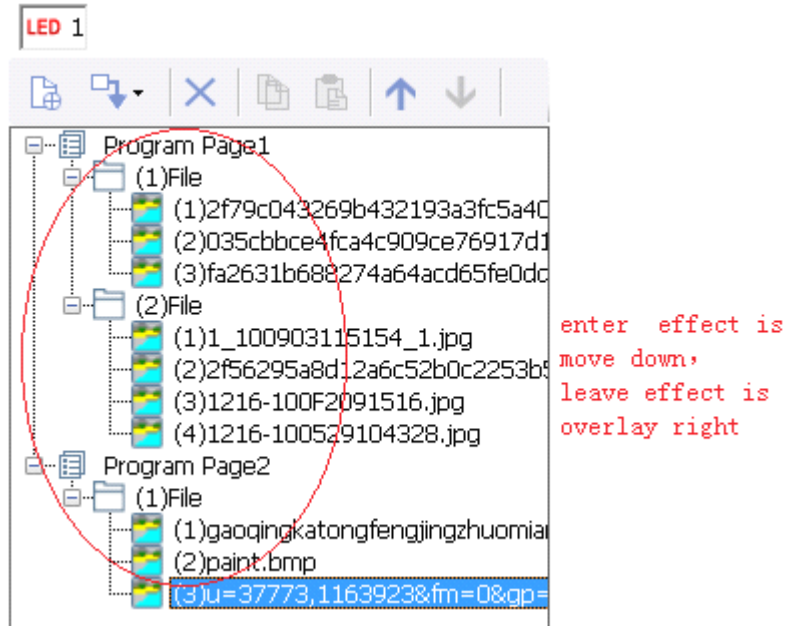 LED 1
Program Page1
(1)File
(1)2f79c043269b432193a3fc5a40
(2)035cbbce4fca4c909ce76917d1
(3)fa2631b688274a64acd65fe0dc
(2)File
(1)1_100903115154_1.jpg
(2)2f56295a8d12a6c52b0c2253b5
(3)1216-100F2091516.jpg
(4)1216-100529104328.jpg
Program Page2
(1)File
(1)gaoqingkatongfengjingzhuomian
(2)paint.bmp
(3)u=37773,1163923&fm=0&gp=
enter effect is
move down,
leave effect is
overlay right